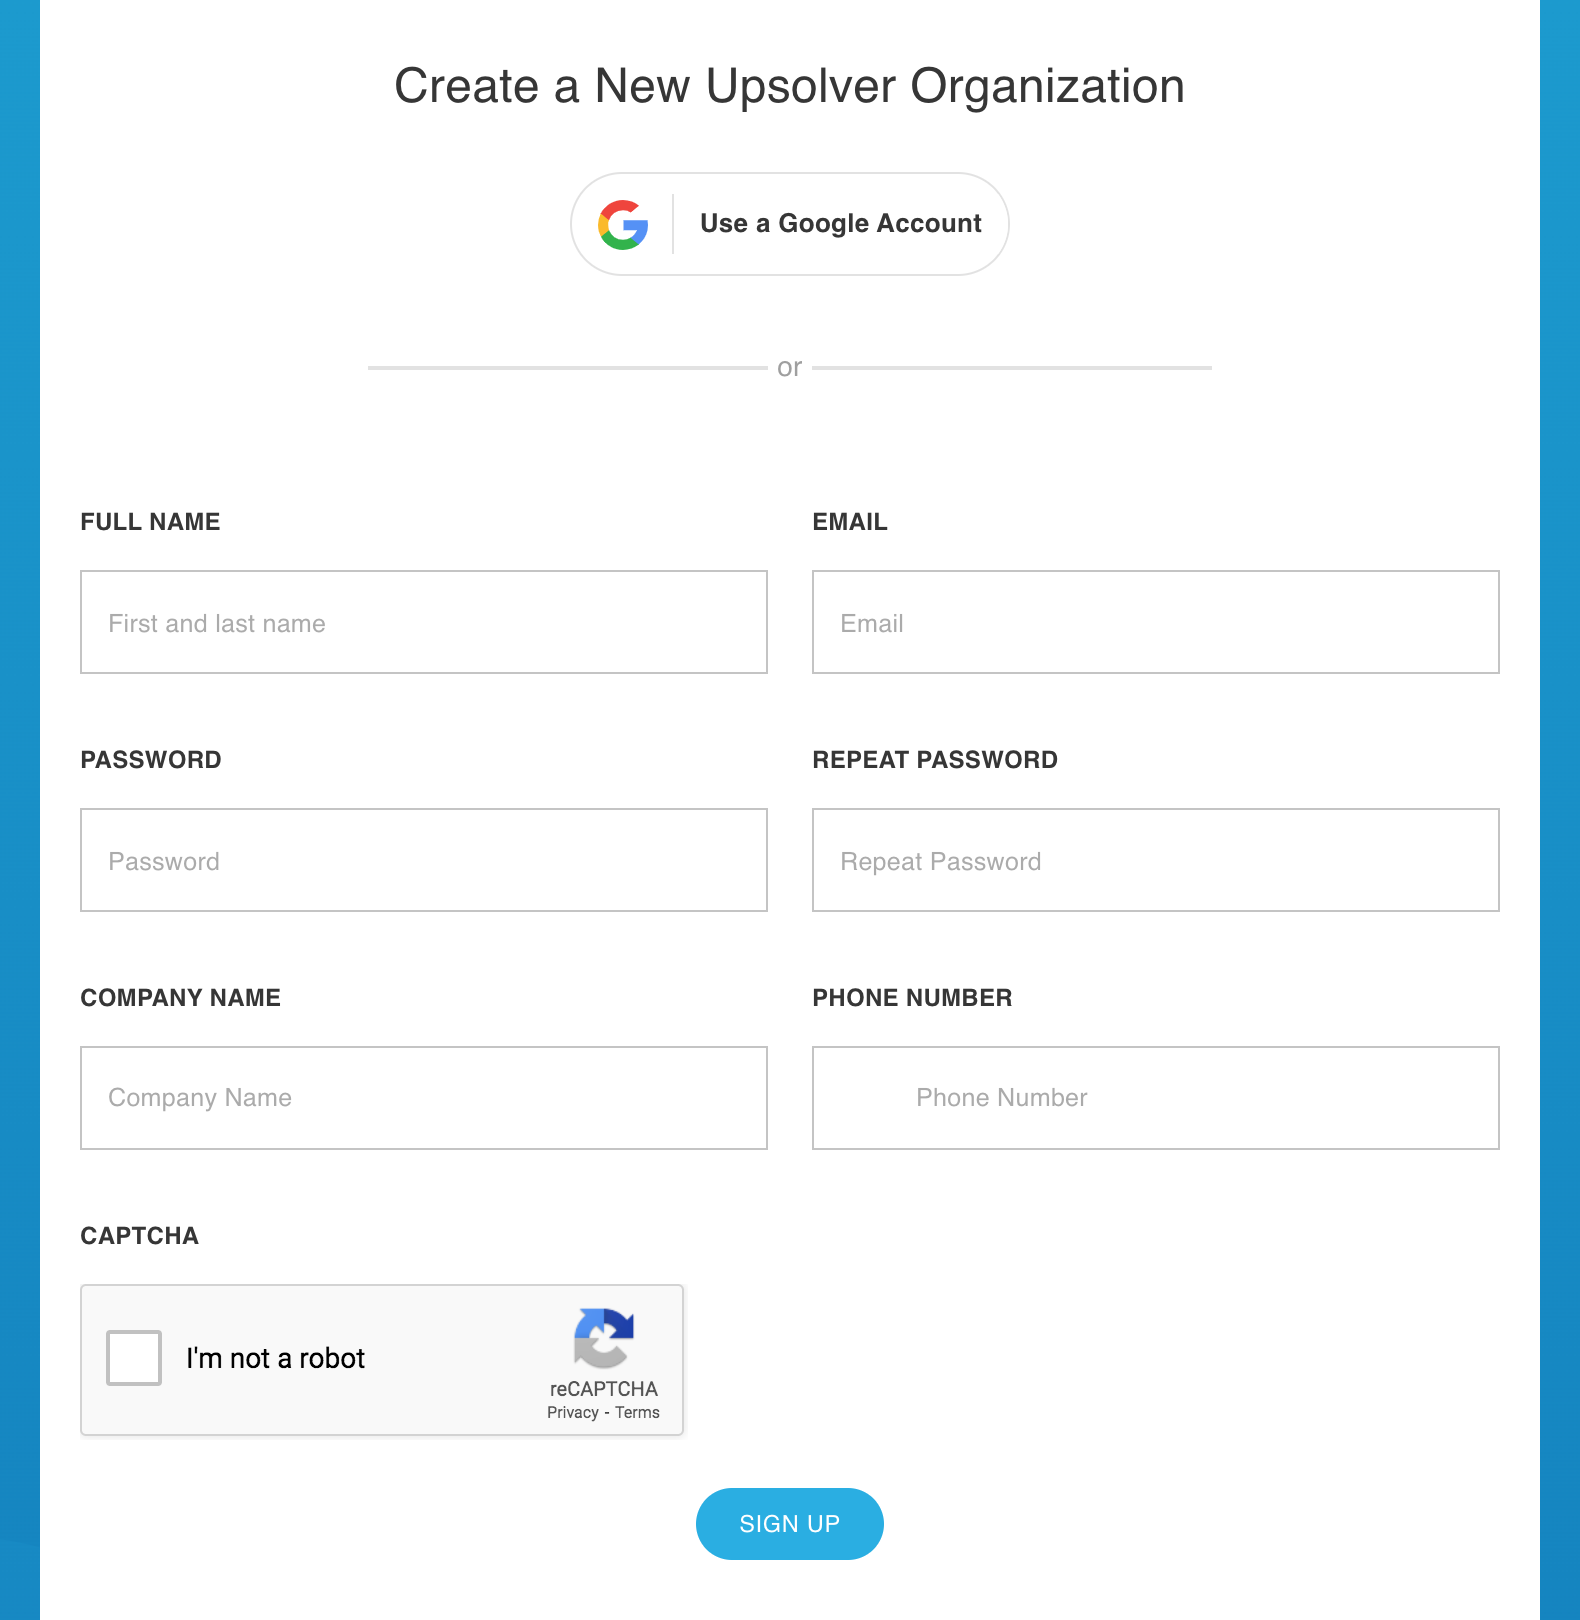 Create a New Upsolver Organization
Use a Google Account
or
FULL NAME
EMAIL
First and last name
Email
PASSWORD
REPEAT PASSWORD
Password
Repeat Password
COMPANY NAME
PHONE NUMBER
Company Name
Phone Number
CAPTCHA
I'm not a robot
reCAPTCHA
Privacy - Terms
SIGN UP